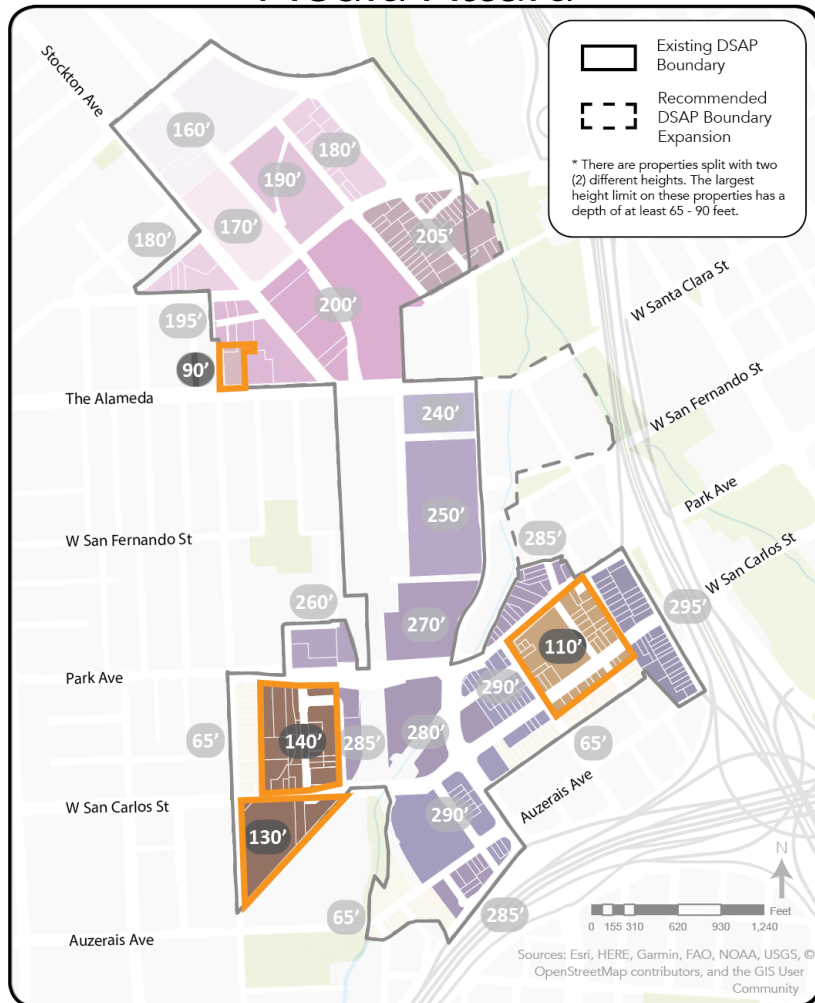 Existing DSAP
Boundary
Recommended
DSAP Boundary
Expansion
* There are properties split with two
(2) different heights. The largest
height limit on these properties has a
depth of at least 65 - 90 feet.
Stockton Ave
160’
180’
190’
170’
180’
205’
200’
195’
90’
W Santa Clara St
The Alameda
240’
W San Fernando St
250’
Park Ave
W San Fernando St
285’
W San Carlos St
260’
270’
295’
110’
Park Ave
290’
65’
140’
285’
280’
65’
W San Carlos St
Auzerais Ave
290’
130’
65’
285’
Auzerais Ave
N
Feet
0 155 310 620 930 1,240
Sources: Esri, HERE, Garmin, FAO, NOAA, USGS, ©
OpenStreetMap contributors, and the GIS User
Community